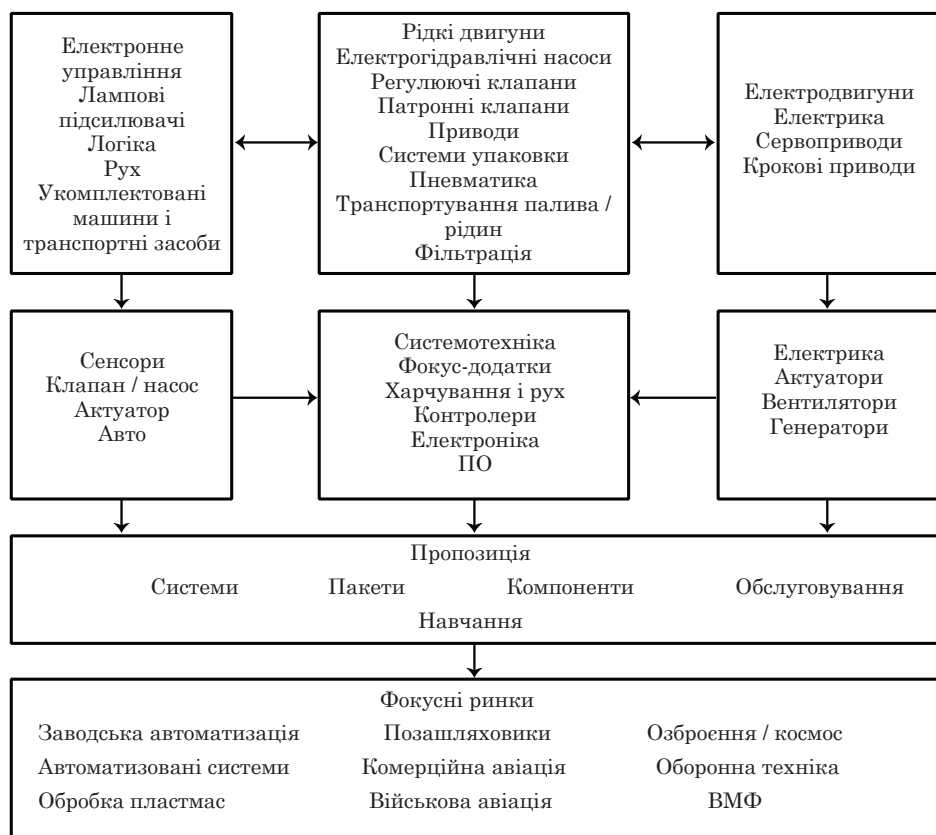 Електронне
управління
Лампові
підсилювачі
Логіка
Рух
Укомплектовані
машини і
транспортні засоби
Рідкі двигуни
Електрогідравлічні насоси
Регулюючі клапани
Патронні клапани
Приводи
Системи упаковки
Пневматика
Транспортування палива /
рідин
Фільтрація
Електродвигуни
Електрика
Сервоприводи
Крокові приводи
Сенсори
Клапан / насос
Актуатор
Авто
Системотехніка
Фокус-додатки
Харчування і рух
Контролери
Електроніка
ПО
Електрика
Актуатори
Вентилятори
Генератори
Пропозиція
Системи Пакети Компоненти Обслуговування
Навчання
Фокусні ринки
Заводська автоматизація Позашляховики Озброєння / космос
Автоматизовані системи Комерційна авіація Оборонна техніка
Обробка пластмас Військова авіація ВМФ